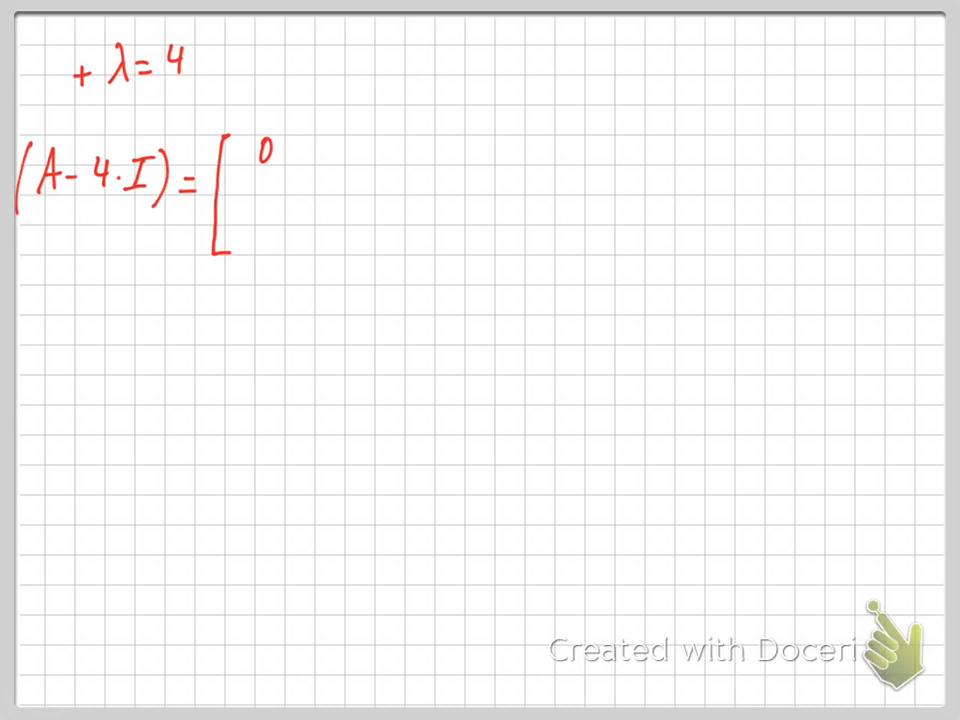 + λ = 4
(A - 4 · I) = [ 0
Created with Doceri